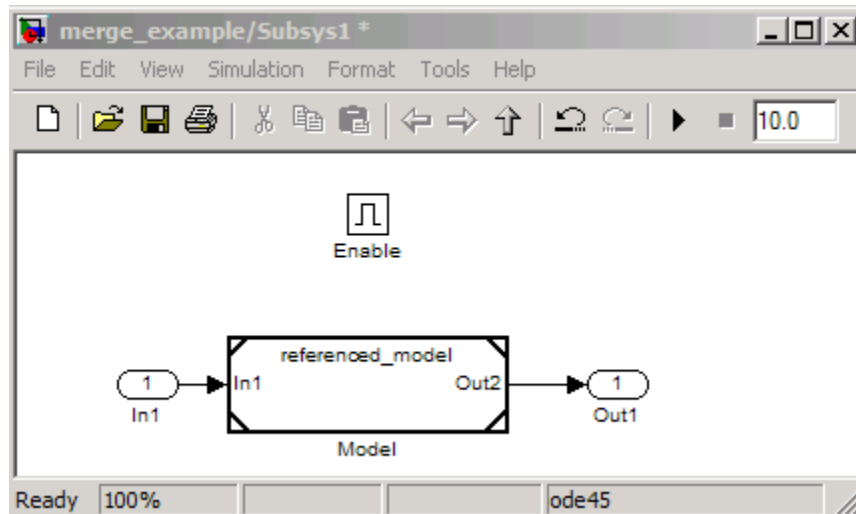 merge_example/Subsys1 *
File Edit View Simulation Format Tools Help
10.0
Enable
referenced_model
1 In1 Out2 1
In1 Out1
Model
Ready 100% ode45